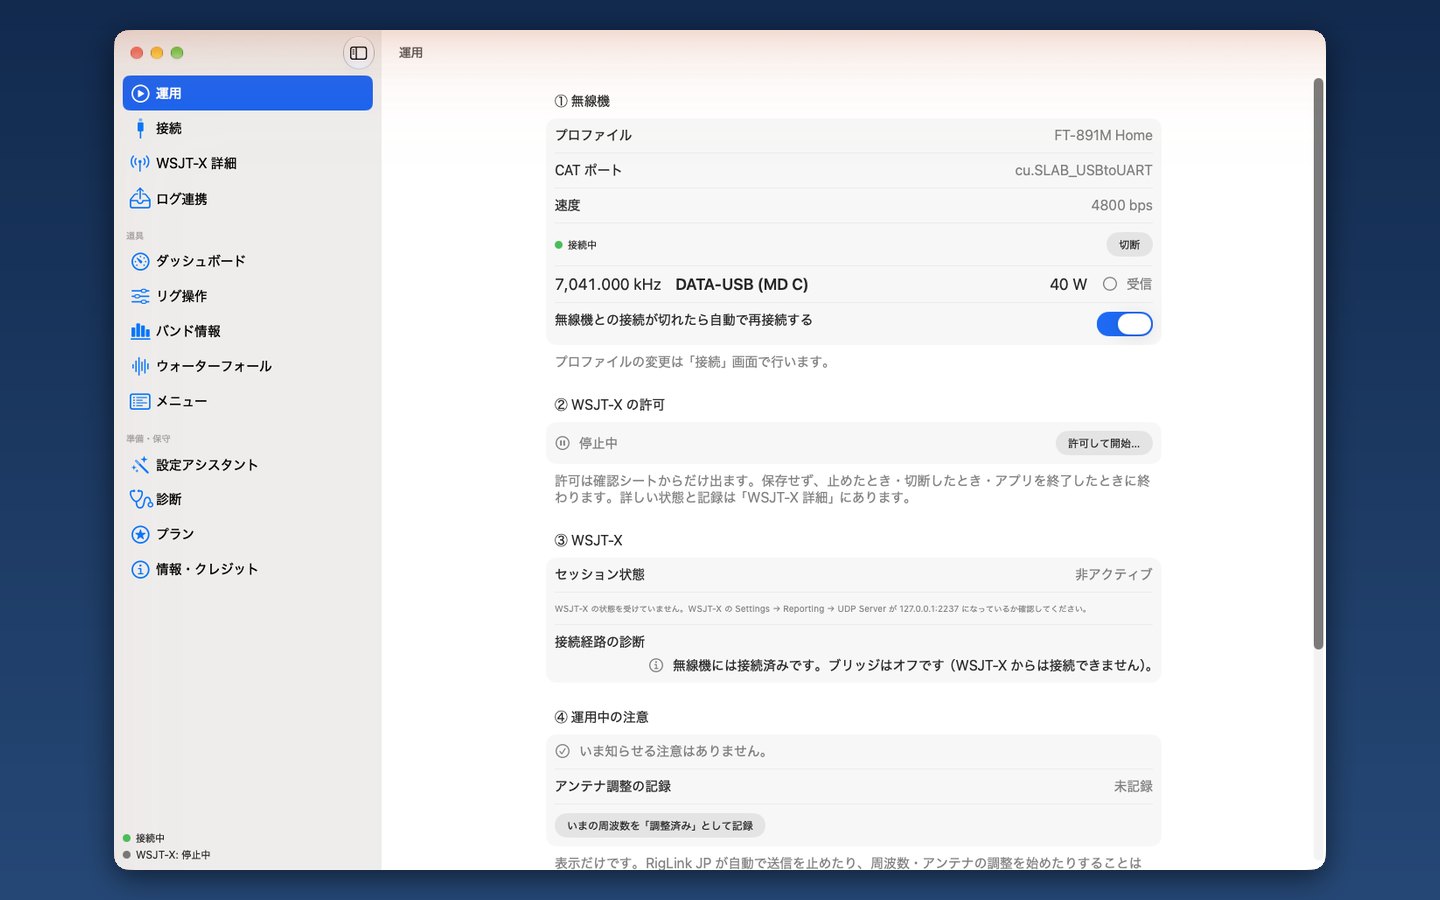 運用
運用
接続
WSJT-X 詳細
ログ連携
道具
ダッシュボード
リグ操作
バンド情報
ウォーターフォール
メニュー
準備・保守
設定アシスタント
診断
プラン
情報・クレジット
接続中
WSJT-X: 停止中
① 無線機
プロファイル FT-891M Home
CAT ポート cu.SLAB_USBtoUART
速度 4800 bps
接続中 切断
7,041.000 kHz DATA-USB (MD C) 40 W 受信
無線機との接続が切れたら自動で再接続する
プロファイルの変更は「接続」画面で行います。
② WSJT-X の許可
停止中 許可して開始...
許可は確認シートからだけ出ます。保存せず、止めたとき・切断したとき・アプリを終了したときに終
わります。詳しい状態と記録は「WSJT-X 詳細」にあります。
③ WSJT-X
セッション状態 非アクティブ
WSJT-X の状態を受けていません。WSJT-X の Settings → Reporting → UDP Server が 127.0.0.1:2237 になっているか確認してください。
接続経路の診断
無線機には接続済みです。ブリッジはオフです（WSJT-X からは接続できません）。
④ 運用中の注意
いま知らせる注意はありません。
アンテナ調整の記録 未記録
いまの周波数を「調整済み」として記録
表示だけです。RigLink JP が自動で送信を止めたり、周波数・アンテナの調整を始めたりすることは